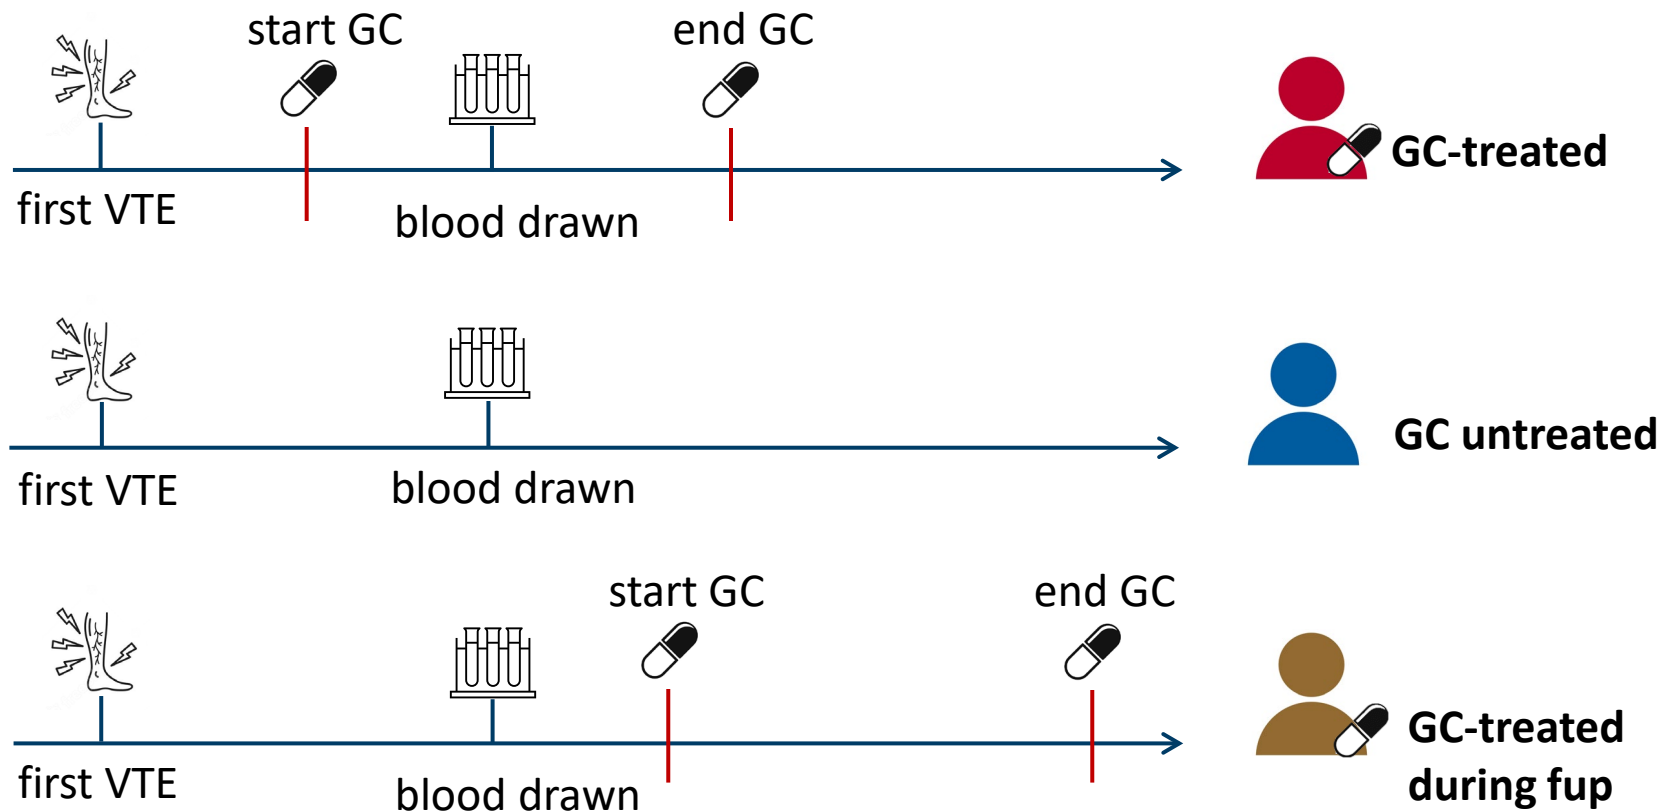 start GC
end GC
GC-treated
first VTE
blood drawn
GC untreated
first VTE
blood drawn
start GC
end GC
GC-treated
during fup
first VTE
blood drawn